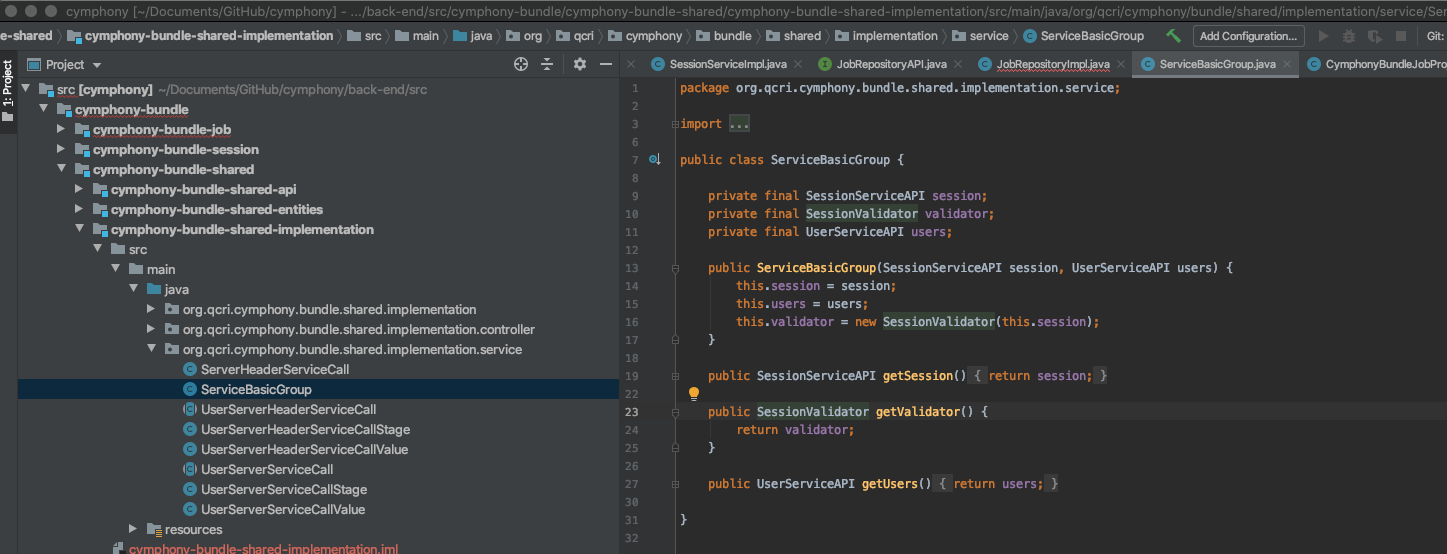 cymphony [~/Documents/GitHub/cymphony] - .../back-end/src/cymphony-bundle/cymphony-bundle-shared/cymphony-bundle-shared-implementation/src/main/java/org/qcri/cymphony/bundle/shared/implementation/service/Ser
e-shared cymphony-bundle-shared-implementation src main java org qcri cymphony bundle shared implementation service ServiceBasicGroup Add Configuration... Git:
1: Project
Project
SessionServiceImpl.java JobRepositoryAPI.java JobRepositoryImpl.java ServiceBasicGroup.java CymphonyBundleJobPro
src [cymphony] ~/Documents/GitHub/cymphony/back-end/src
cymphony-bundle
cymphony-bundle-job
cymphony-bundle-session
cymphony-bundle-shared
cymphony-bundle-shared-api
cymphony-bundle-shared-entities
cymphony-bundle-shared-implementation
src
main
java
org.qcri.cymphony.bundle.shared.implementation
org.qcri.cymphony.bundle.shared.implementation.controller
org.qcri.cymphony.bundle.shared.implementation.service
ServerHeaderServiceCall
ServiceBasicGroup
UserServerHeaderServiceCall
UserServerHeaderServiceCallStage
UserServerHeaderServiceCallValue
UserServerServiceCall
UserServerServiceCallStage
UserServerServiceCallValue
resources
cymphony-bundle-shared-implementation.iml
1 package org.qcri.cymphony.bundle.shared.implementation.service;
2
3 import ...
6
7 public class ServiceBasicGroup {
8
9 private final SessionServiceAPI session;
10 private final SessionValidator validator;
11 private final UserServiceAPI users;
12
13 public ServiceBasicGroup(SessionServiceAPI session, UserServiceAPI users) {
14 this.session = session;
15 this.users = users;
16 this.validator = new SessionValidator(this.session);
17 }
18
19 public SessionServiceAPI getSession() { return session; }
22
23 public SessionValidator getValidator() {
24 return validator;
25 }
26
27 public UserServiceAPI getUsers() { return users; }
30
31 }
32